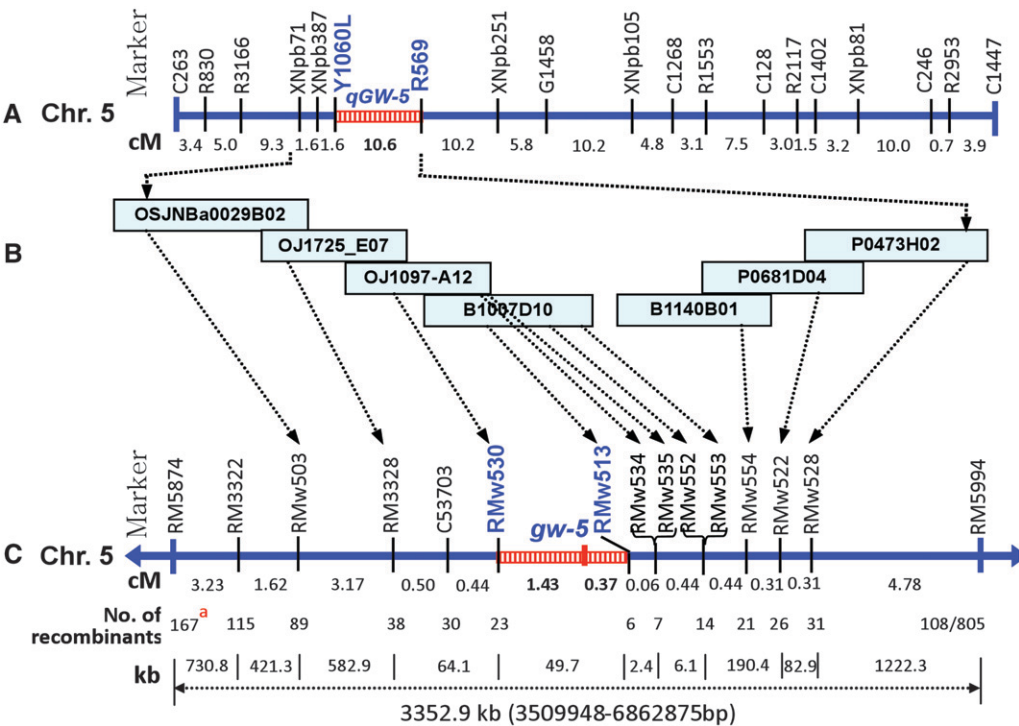 Marker C263 R830 R3166 XNpb71 XNpb387 Y1060L R569 XNpb251 G1458 XNpb105 C1268 R1553 C128 R2117 C1402 XNpb81 C246 R2953 C1447
qGW-5
A Chr. 5
cM 3.4 5.0 9.3 1.6 1.6 10.6 10.2 5.8 10.2 4.8 3.1 7.5 3.0 1.5 3.2 10.0 0.7 3.9
OSJNBa0029B02
B OJ1725_E07 P0473H02
OJ1097-A12 P0681D04
B1007D10 B1140B01
Marker RM5874 RM3322 RMw503 RM3328 C53703 RMw530 RMw513 RMw534 RMw535 RMw552 RMw553 RMw554 RMw522 RMw528 RM5994
gw-5
C Chr. 5
cM 3.23 1.62 3.17 0.50 0.44 1.43 0.37 0.06 0.44 0.44 0.31 0.31 4.78
No. of
recombinants 167a 115 89 38 30 23 6 7 14 21 26 31 108/805
kb 730.8 421.3 582.9 64.1 49.7 2.4 6.1 190.4 82.9 1222.3
3352.9 kb (3509948-6862875bp)